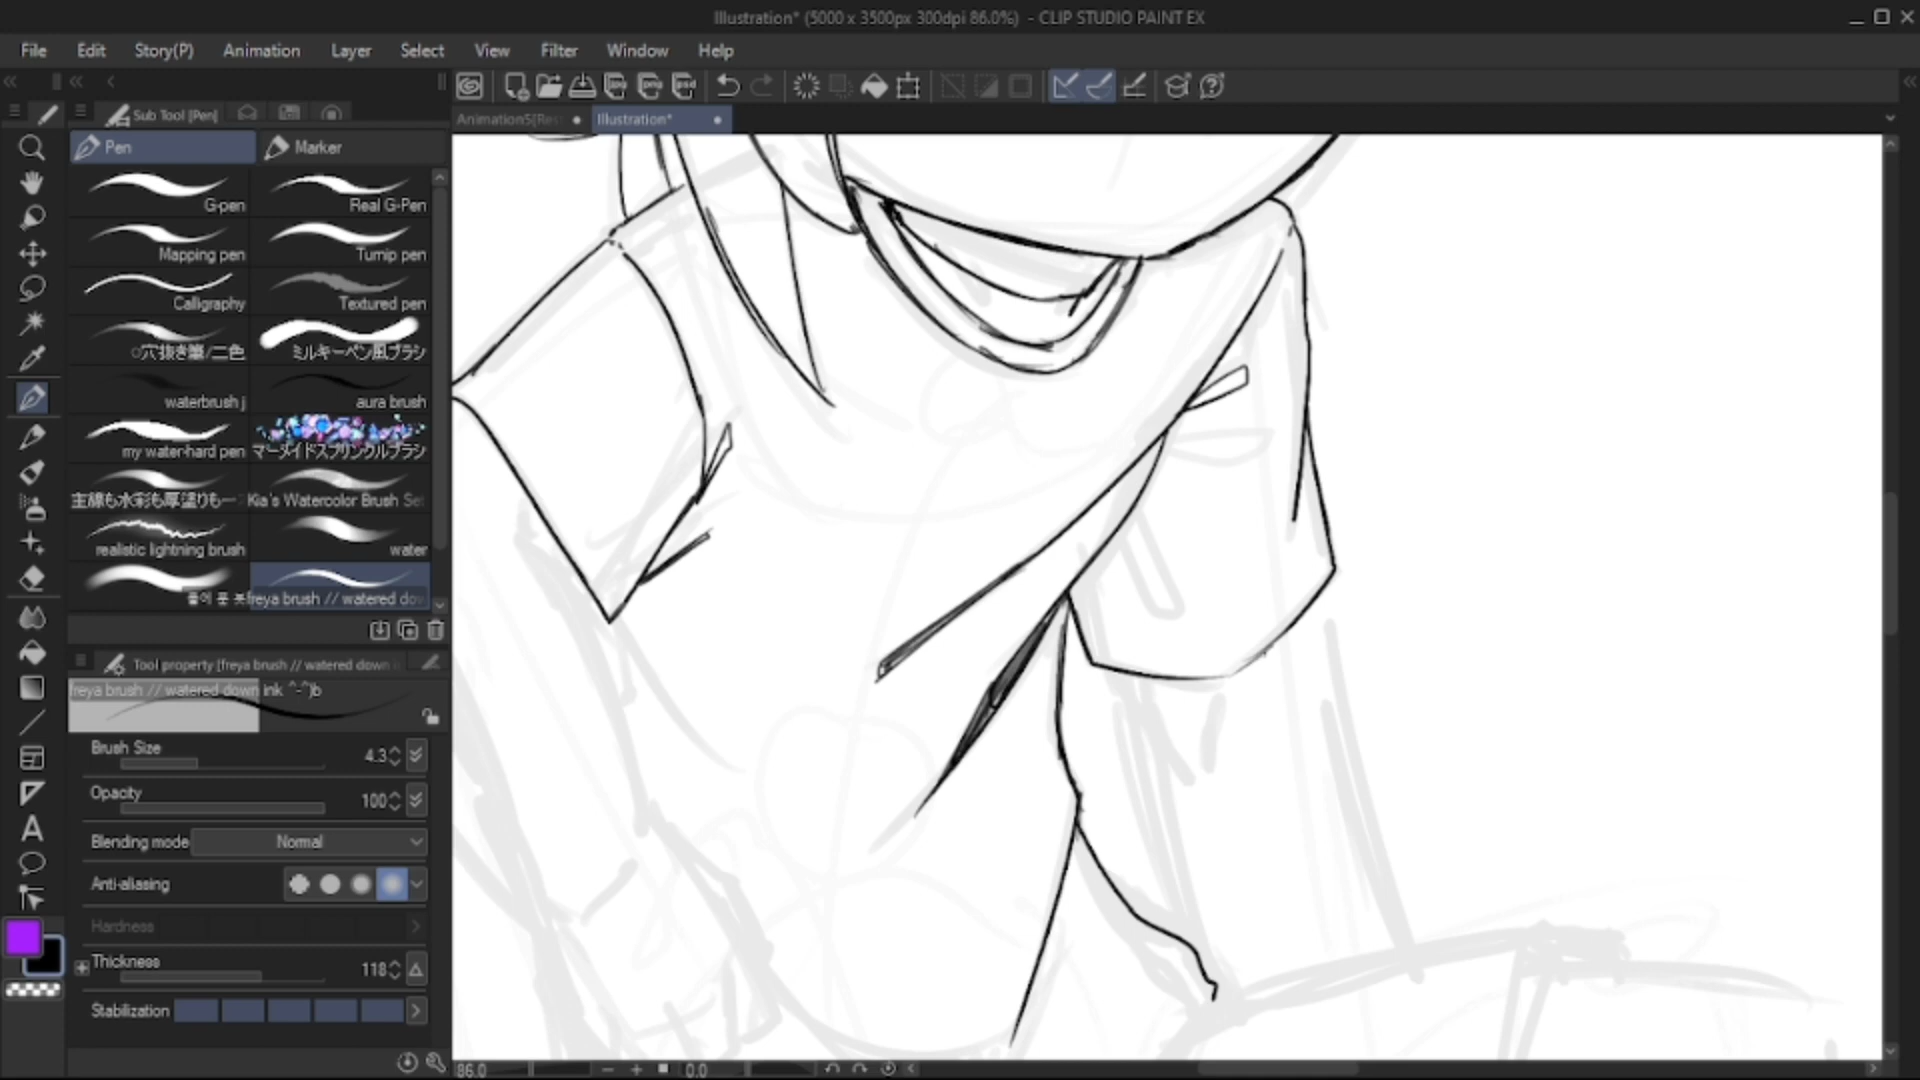 Illustration* (5000 x 3500px 300dpi 86.0%) - CLIP STUDIO PAINT EX
File Edit Story(P) Animation Layer Select View Filter Window Help
Sub Tool [Pen]
Animation5[Res
Illustration*
Pen
Marker
G-pen
Real G-Pen
Mapping pen
Turnip pen
Calligraphy
Textured pen
○穴抜き筆/二色
ミルキーペン風ブラシ
waterbrush j
aura brush
my water-hard pen
マーメイドスプリンクルブラシ
主線も水彩も厚塗りも一
Kia's Watercolor Brush Se
realistic lightning brush
water
freya brush // watered do
Tool property [freya brush // watered down i
freya brush // watered down ink ^-^)b
Brush Size 4.3
Opacity 100
Blending mode Normal
Anti-aliasing
Hardness
Thickness 118
Stabilization
86.0
0.0